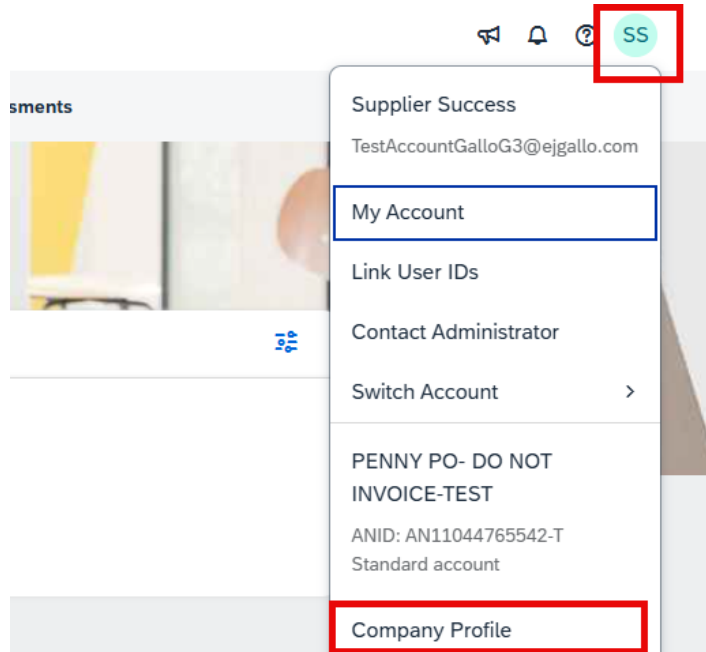 SS
sments
Supplier Success
TestAccountGalloG3@ejgallo.com
My Account
Link User IDs
Contact Administrator
Switch Account
PENNY PO- DO NOT
INVOICE-TEST
ANID: AN11044765542-T
Standard account
Company Profile